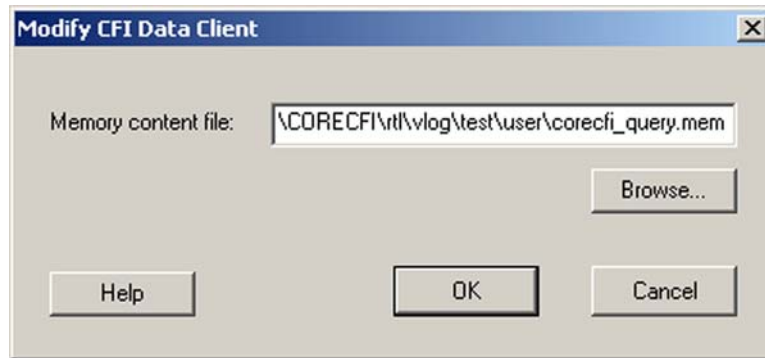 Modify CFI Data Client
Memory content file: \CORECFI\rtl\vlog\test\user\corecfi_query.mem
Browse...
Help OK Cancel